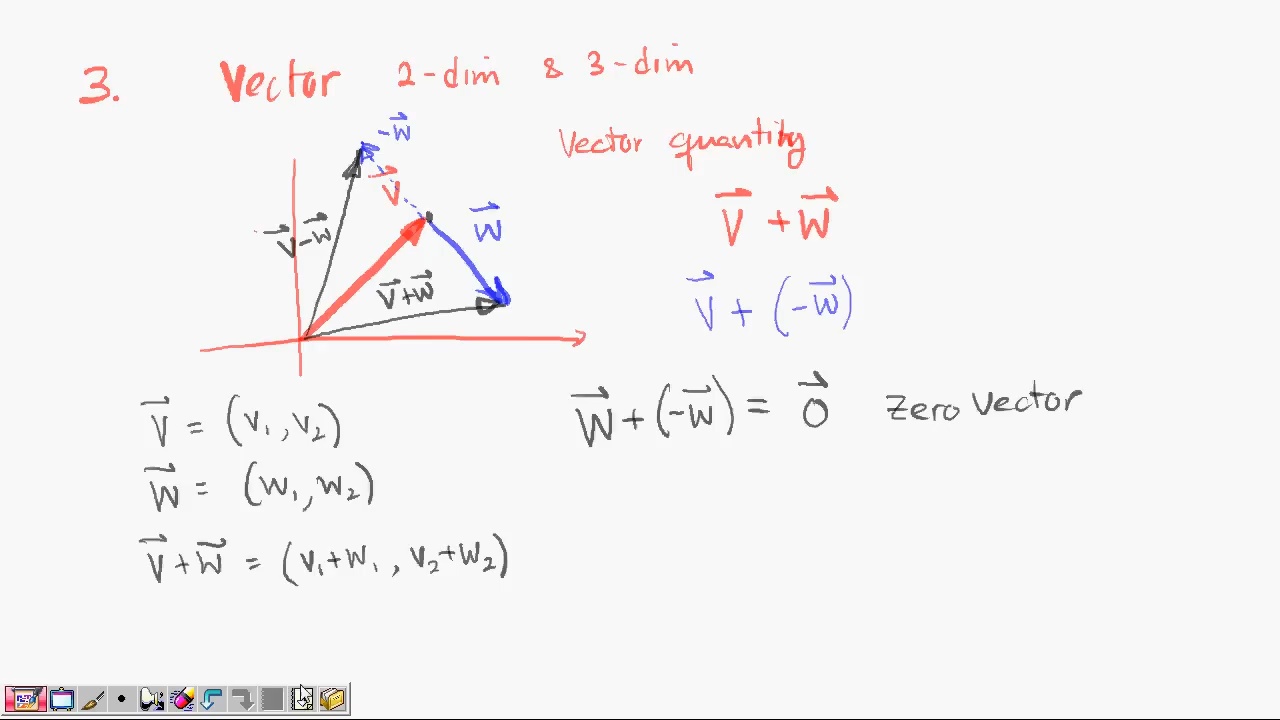 3. Vector 2-dim & 3-dim
-w⃗
Vector quantity
v⃗
v⃗ + w⃗
w⃗
v⃗-w⃗
v⃗+w⃗
v⃗ + (-w⃗)
v⃗ = (v₁, v₂)
w⃗ + (-w⃗) = 0⃗ zero vector
w⃗ = (w₁, w₂)
v⃗ + w⃗ = (v₁+w₁, v₂+w₂)